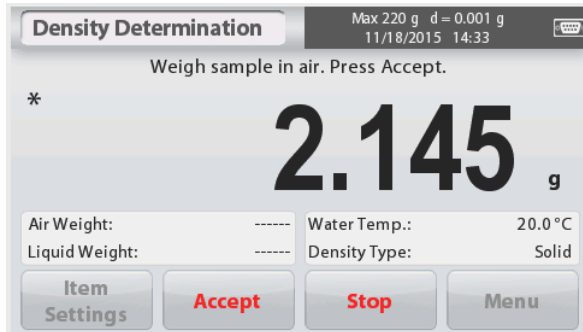 Density Determination
Max 220 g d = 0.001 g
11/18/2015 14:33
Weigh sample in air. Press Accept.
*
2.145 g
Air Weight: ------ Water Temp.: 20.0°C
Liquid Weight: ------ Density Type: Solid
Item Settings
Accept
Stop
Menu